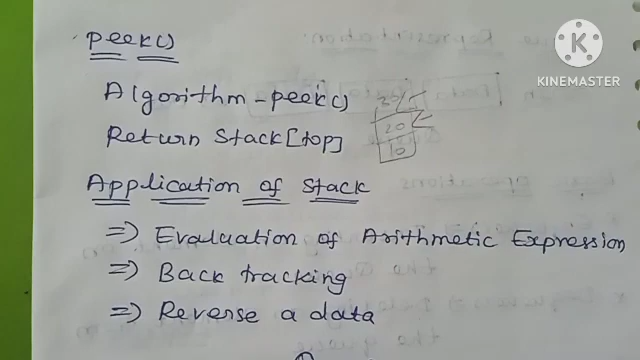 peek()
Algorithm-peek()
Return Stack[top]
30
20
10
Application of Stack
=> Evaluation of Arithmetic Expression
=> Back tracking
=> Reverse a data
K
KINEMASTER